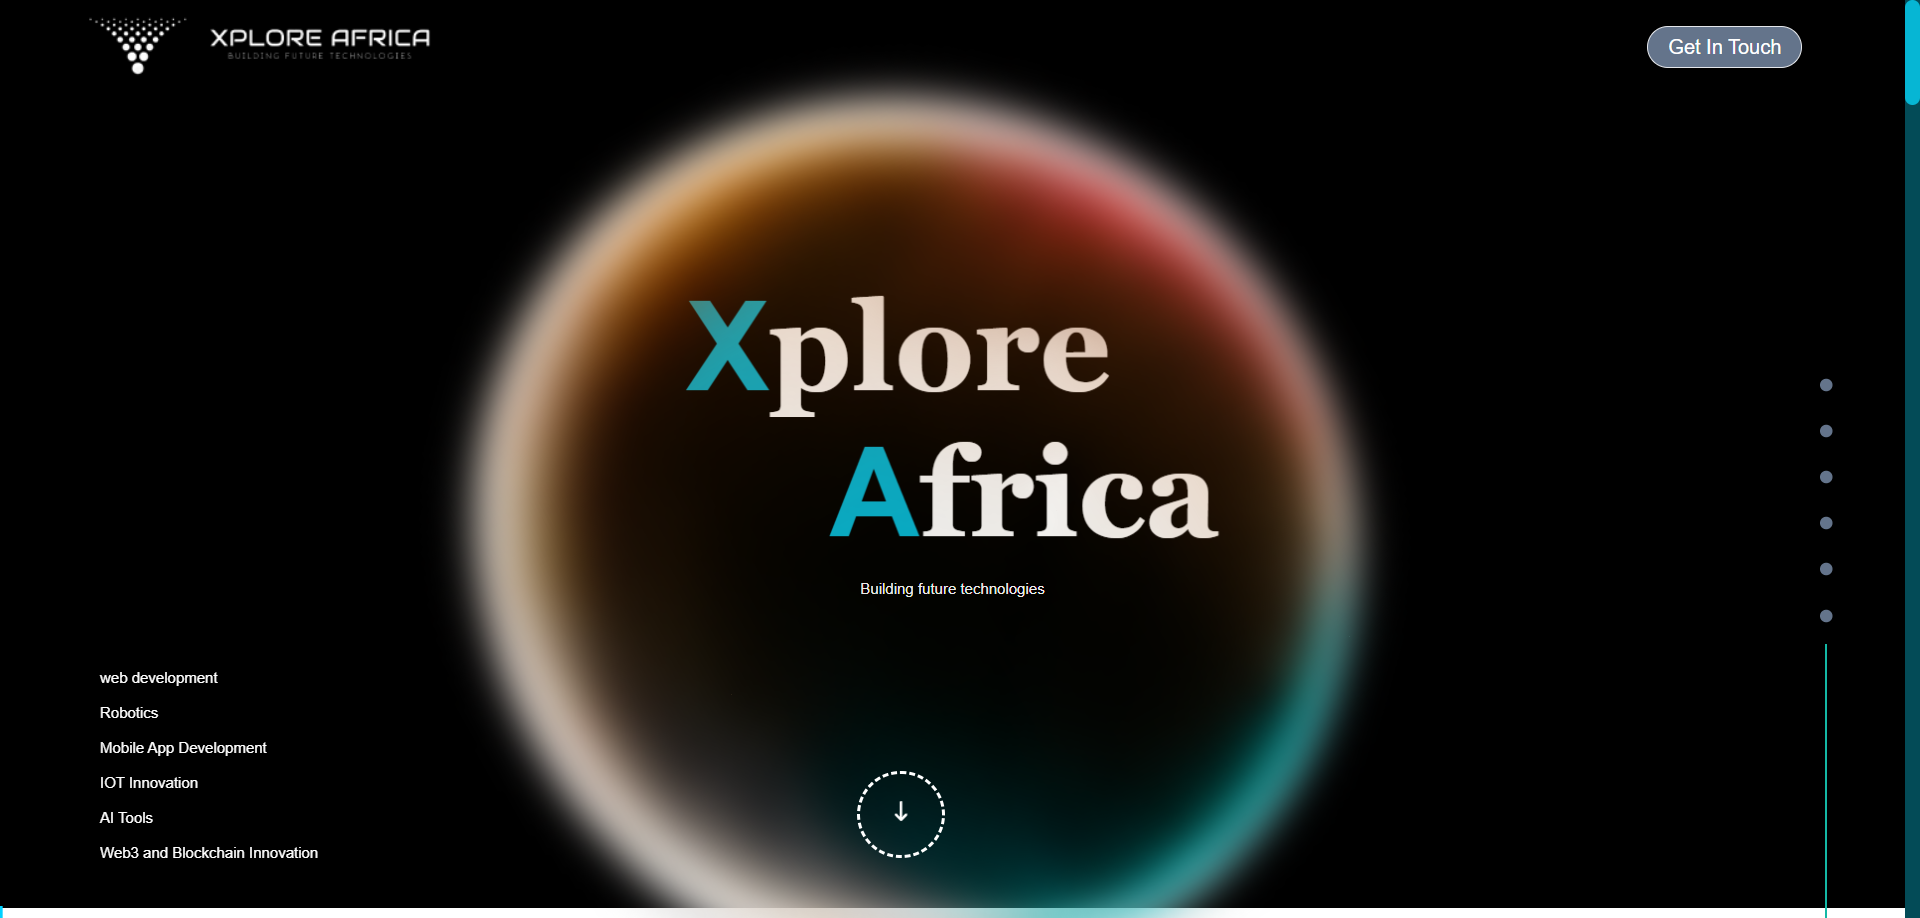 XPLORE AFRICA
BUILDING FUTURE TECHNOLOGIES
Get In Touch
Xplore
Africa
Building future technologies
web development
Robotics
Mobile App Development
IOT Innovation
AI Tools
Web3 and Blockchain Innovation